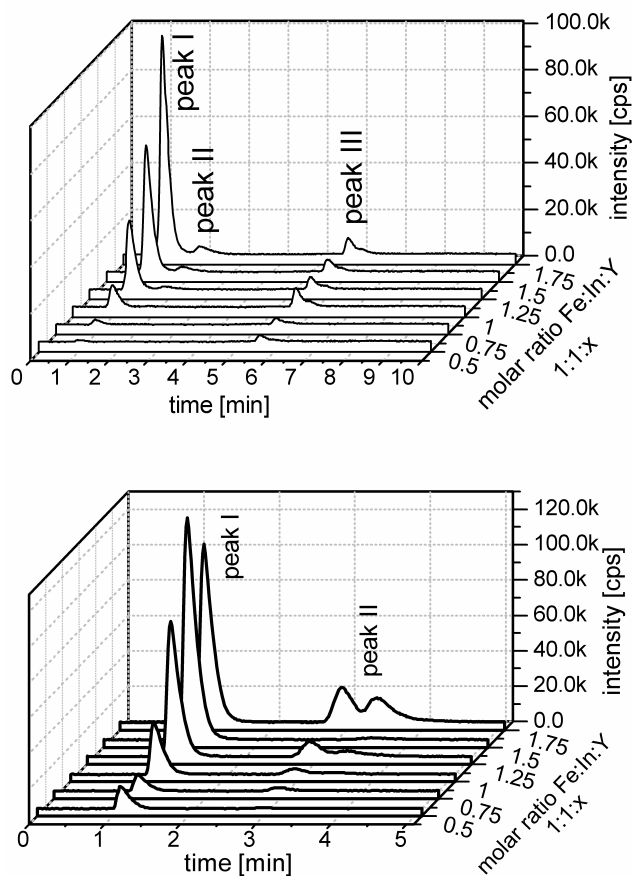 100.0k
80.0k
60.0k
40.0k
20.0k
0.0
intensity [cps]
peak I
peak II
peak III
1.75
1.5
1.25
1
0.75
0.5
molar ratio Fe:In:Y
1:1:x
0 1 2 3 4 5 6 7 8 9 10
time [min]
120.0k
100.0k
80.0k
60.0k
40.0k
20.0k
0.0
intensity [cps]
peak I
peak II
1.75
1.5
1.25
1
0.75
0.5
molar ratio Fe:In:Y
1:1:x
0 1 2 3 4 5
time [min]